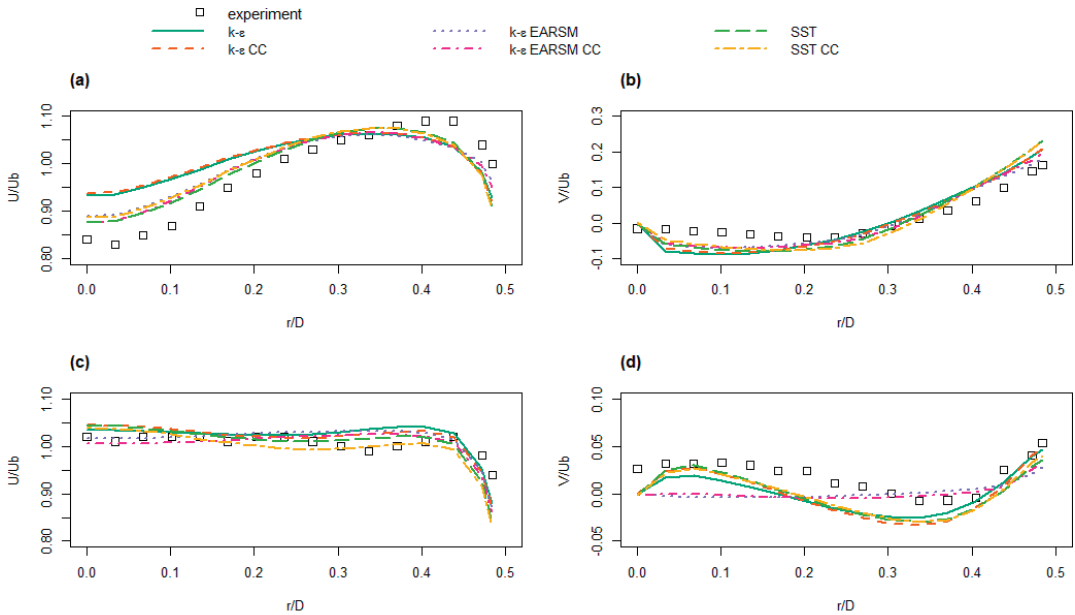 experiment
k-ε k-ε EARSM SST
k-ε CC k-ε EARSM CC SST CC
(a) (b)
U/Ub
0.80 0.90 1.00 1.10
0.0 0.1 0.2 0.3 0.4 0.5
r/D
V/Ub
-0.1 0.0 0.1 0.2 0.3
0.0 0.1 0.2 0.3 0.4 0.5
r/D
(c) (d)
U/Ub
0.80 0.90 1.00 1.10
0.0 0.1 0.2 0.3 0.4 0.5
r/D
V/Ub
-0.05 0.00 0.05 0.10
0.0 0.1 0.2 0.3 0.4 0.5
r/D